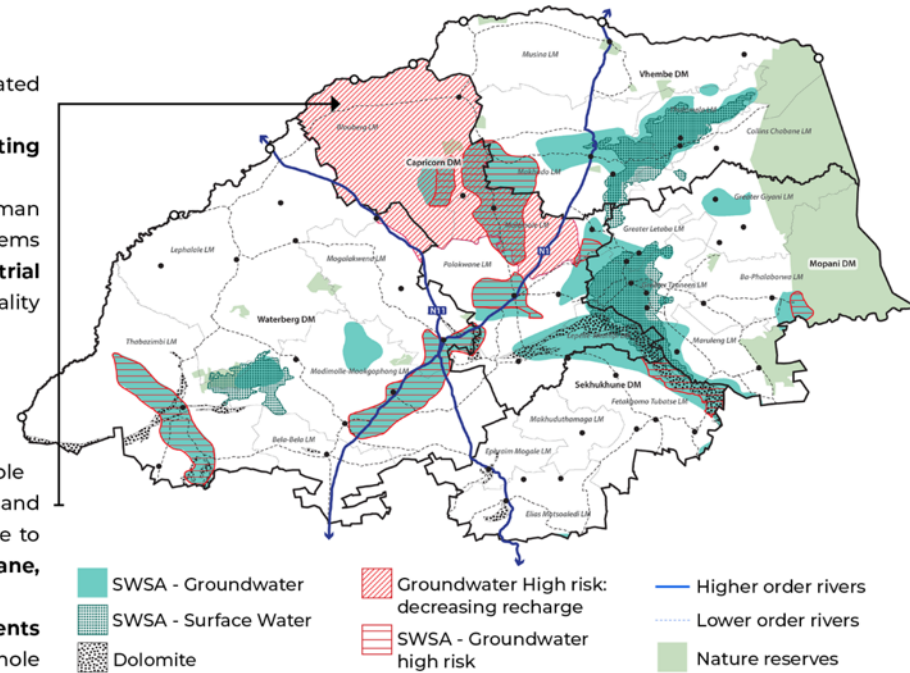 ated
ting
man
ems
trial
ality
ole
and
e to
ane,
ents
nole
Musina LM
Vhembe DM
Collins Chabane LM
Blouberg LM
Capricorn DM
Makhado LM
Greater Giyani LM
Molemole LM
Greater Letaba LM
Lephalale LM
Mogalakwena LM
Polokwane LM
N1
Ba-Phalaborwa LM
Mopani DM
Greater Tzaneen LM
N11
Waterberg DM
Thabazimbi LM
Maruleng LM
Modimolle-Mookgophong LM
Sekhukhune DM
Fetakgomo Tubatse LM
Makhuduthamaga LM
Bela-Bela LM
Ephraim Mogale LM
Elias Motsoaledi LM
SWSA - Groundwater
SWSA - Surface Water
Dolomite
Groundwater High risk:
decreasing recharge
SWSA - Groundwater
high risk
Higher order rivers
Lower order rivers
Nature reserves